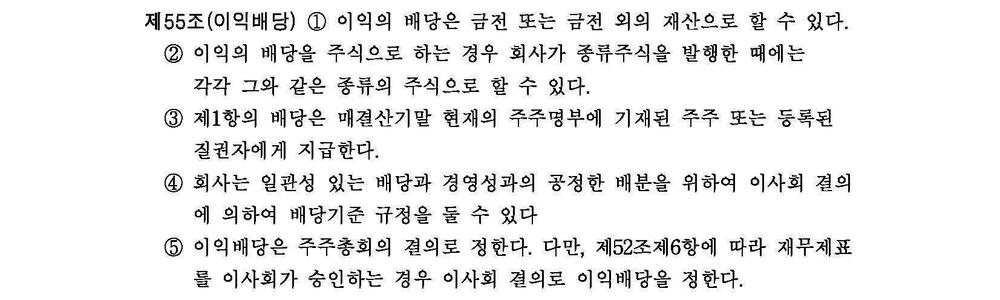 제55조(이익배당) ① 이익의 배당은 금전 또는 금전 외의 재산으로 할 수 있다.
② 이익의 배당을 주식으로 하는 경우 회사가 종류주식을 발행한 때에는
각각 그와 같은 종류의 주식으로 할 수 있다.
③ 제1항의 배당은 매결산기말 현재의 주주명부에 기재된 주주 또는 등록된
질권자에게 지급한다.
④ 회사는 일관성 있는 배당과 경영성과의 공정한 배분을 위하여 이사회 결의
에 의하여 배당기준 규정을 둘 수 있다
⑤ 이익배당은 주주총회의 결의로 정한다. 다만, 제52조제6항에 따라 재무제표
를 이사회가 승인하는 경우 이사회 결의로 이익배당을 정한다.